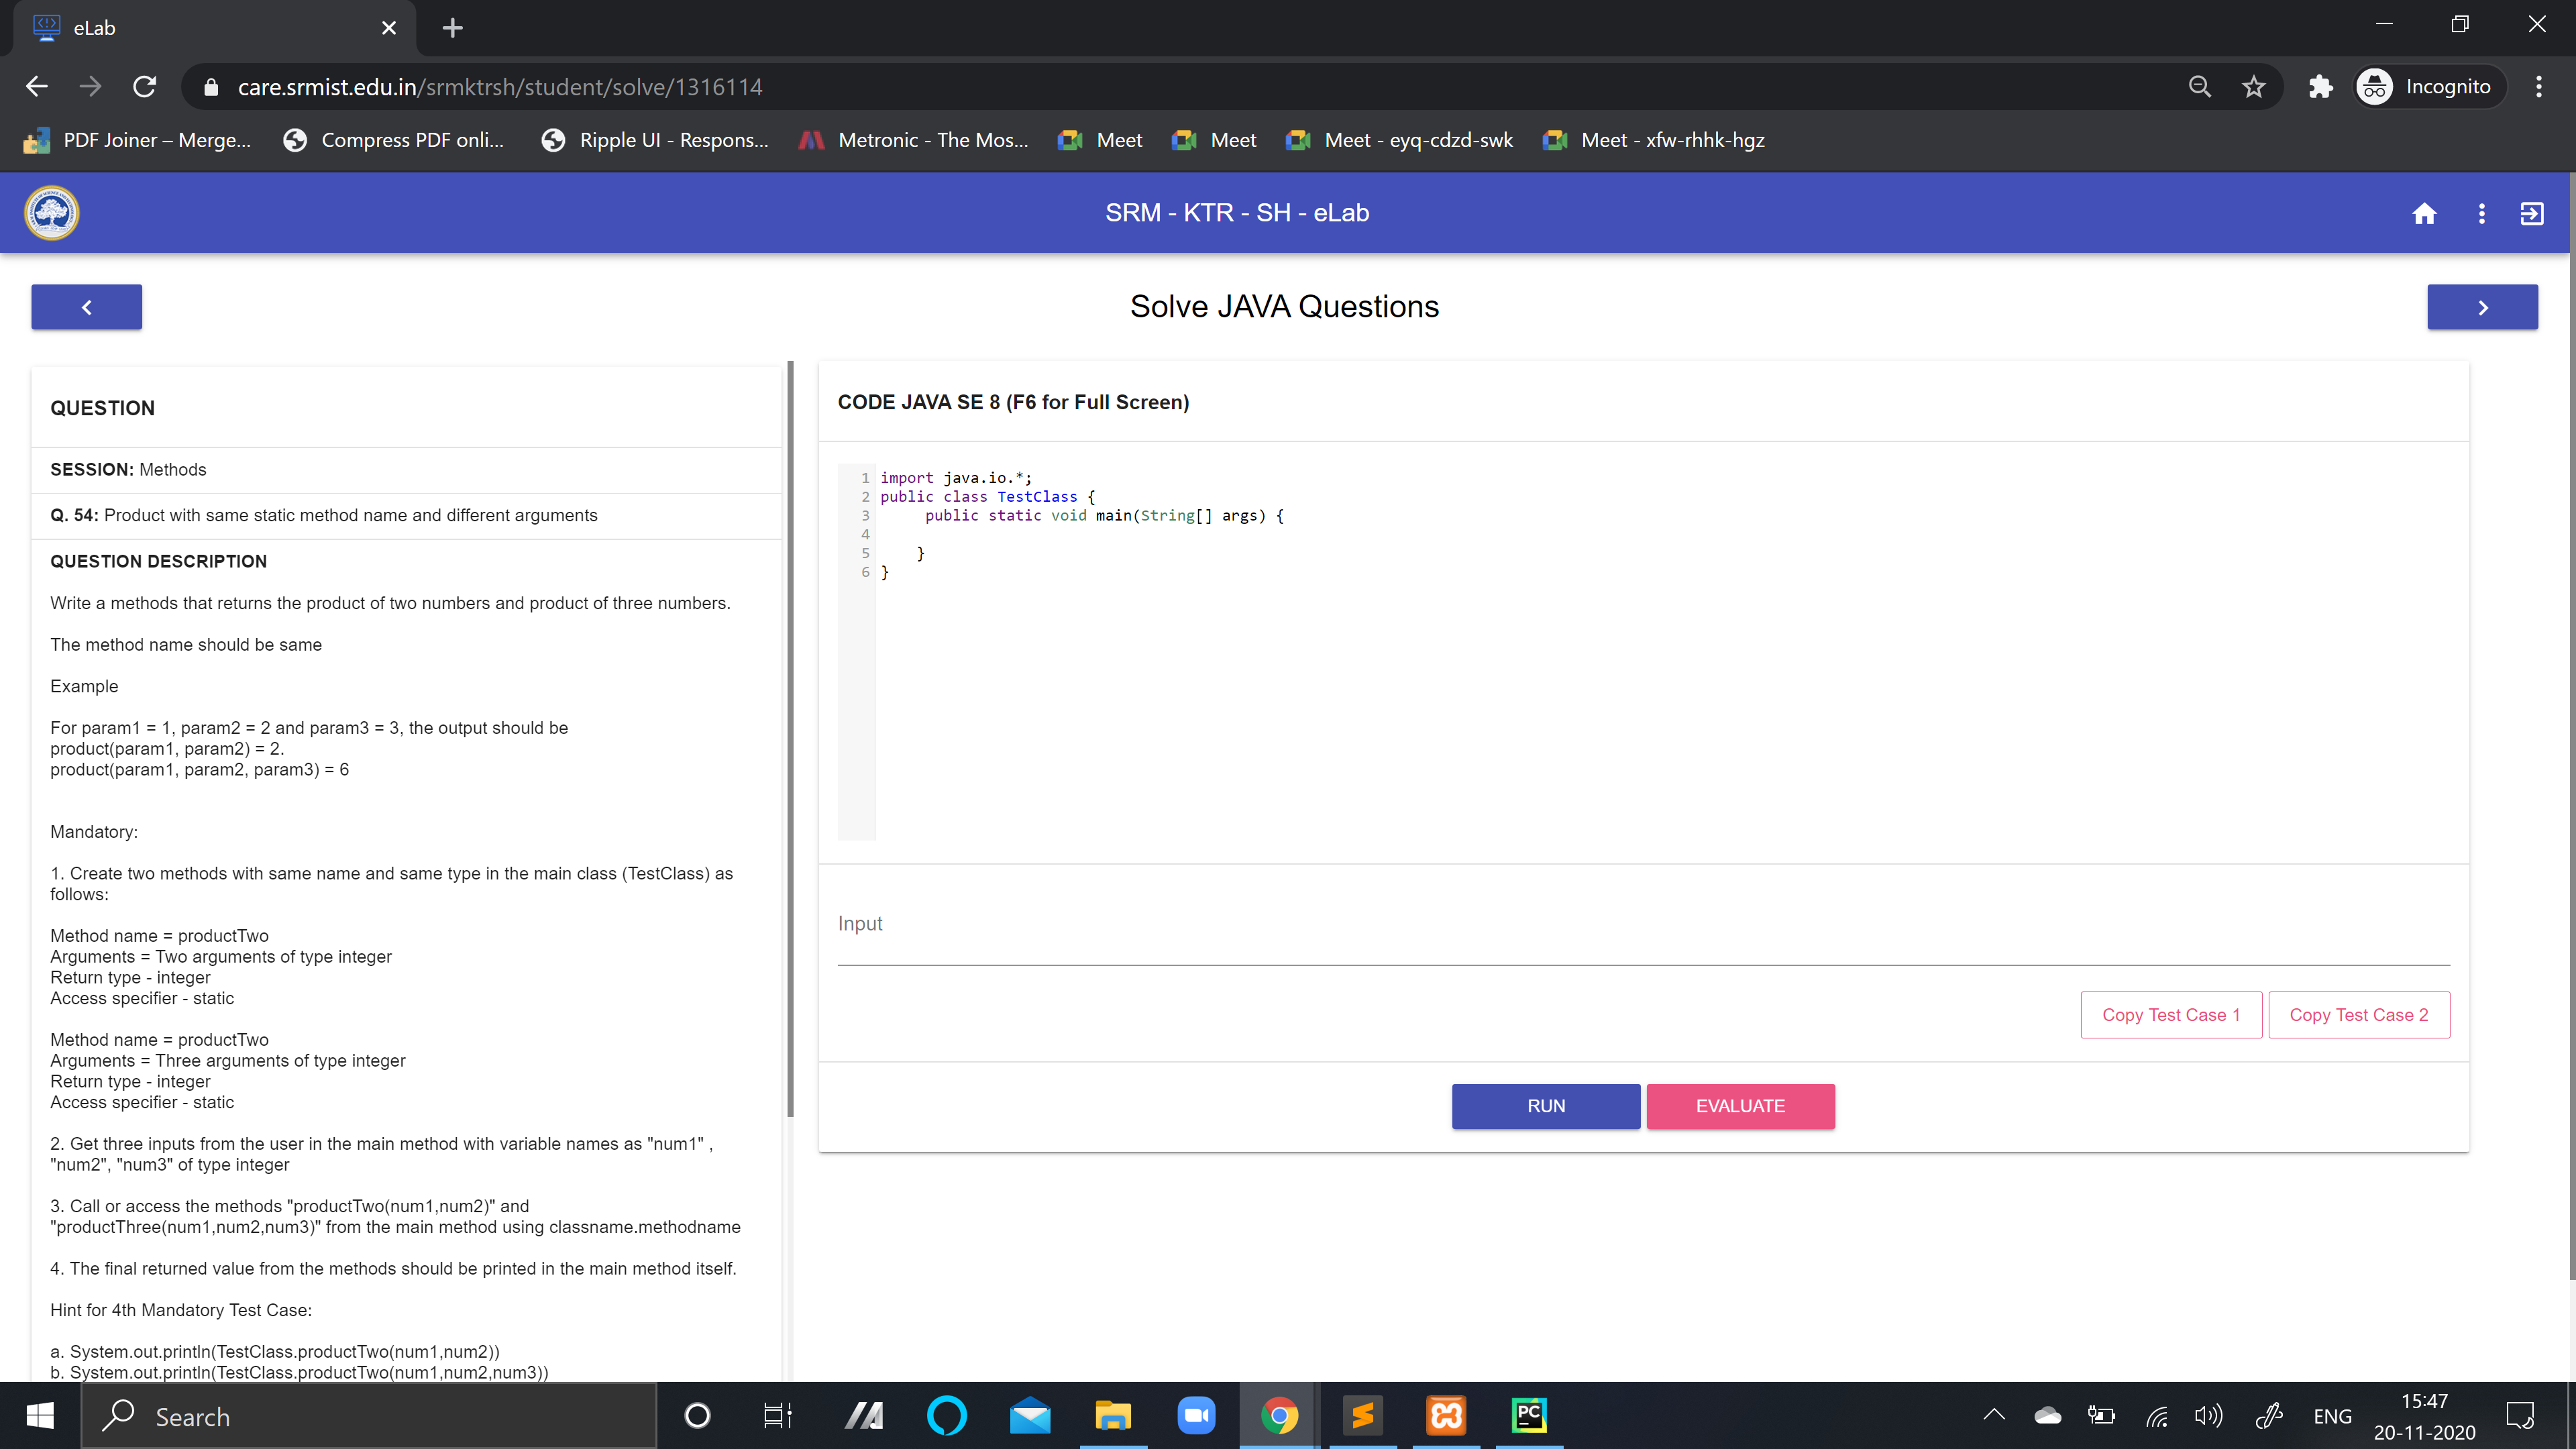 eLab
care.srmist.edu.in/srmktrsh/student/solve/1316114
Incognito
PDF Joiner – Merge...
Compress PDF onli...
Ripple UI - Respons...
Metronic - The Mos...
Meet
Meet
Meet - eyq-cdzd-swk
Meet - xfw-rhhk-hgz
SRM - KTR - SH - eLab
Solve JAVA Questions
QUESTION
SESSION: Methods
Q. 54: Product with same static method name and different arguments
QUESTION DESCRIPTION
Write a methods that returns the product of two numbers and product of three numbers.
The method name should be same
Example
For param1 = 1, param2 = 2 and param3 = 3, the output should be
product(param1, param2) = 2.
product(param1, param2, param3) = 6
Mandatory:
1. Create two methods with same name and same type in the main class (TestClass) as
follows:
Method name = productTwo
Arguments = Two arguments of type integer
Return type - integer
Access specifier - static
Method name = productTwo
Arguments = Three arguments of type integer
Return type - integer
Access specifier - static
2. Get three inputs from the user in the main method with variable names as "num1" ,
"num2", "num3" of type integer
3. Call or access the methods "productTwo(num1,num2)" and
"productThree(num1,num2,num3)" from the main method using classname.methodname
4. The final returned value from the methods should be printed in the main method itself.
Hint for 4th Mandatory Test Case:
a. System.out.println(TestClass.productTwo(num1,num2))
b. System.out.println(TestClass.productTwo(num1,num2,num3))
CODE JAVA SE 8 (F6 for Full Screen)
1 import java.io.*;
2 public class TestClass {
3 public static void main(String[] args) {
4
5 }
6 }
Input
Copy Test Case 1
Copy Test Case 2
RUN
EVALUATE
Search
PC
ENG
15:47
20-11-2020